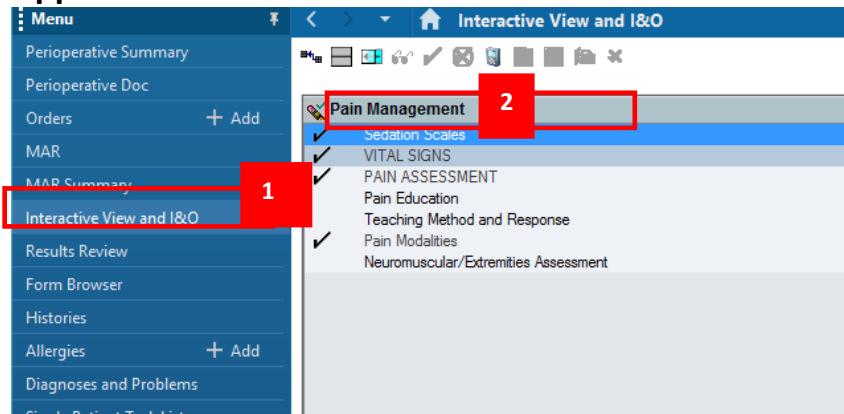 Menu
Interactive View and I&O
Perioperative Summary
Perioperative Doc
Orders + Add
MAR
MAR Summary
1
Interactive View and I&O
Results Review
Form Browser
Histories
Allergies + Add
Diagnoses and Problems
Pain Management
2
Sedation Scales
VITAL SIGNS
PAIN ASSESSMENT
Pain Education
Teaching Method and Response
Pain Modalities
Neuromuscular/Extremities Assessment